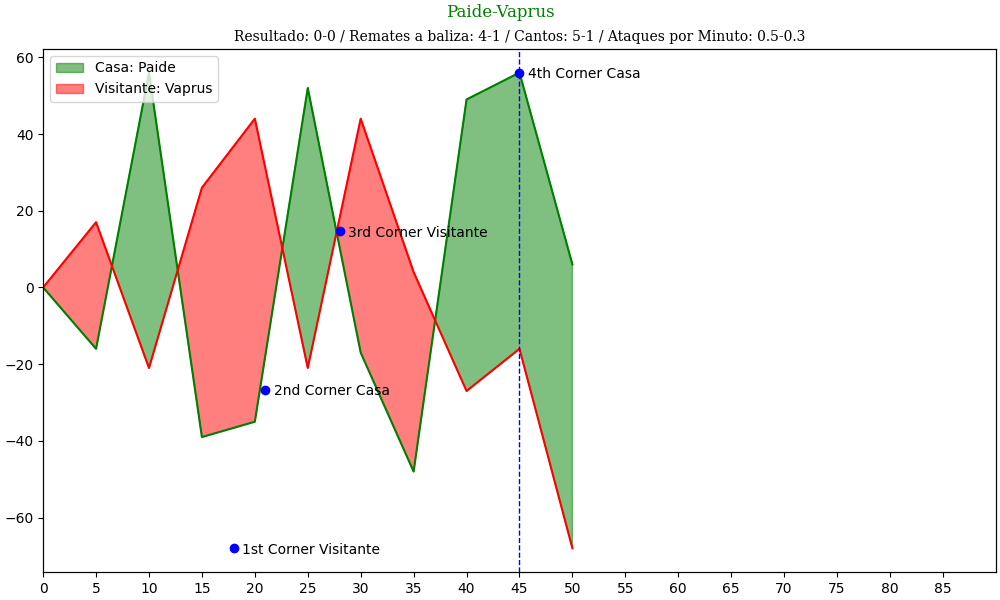 Paide-Vaprus
Resultado: 0-0 / Remates a baliza: 4-1 / Cantos: 5-1 / Ataques por Minuto: 0.5-0.3
Casa: Paide
Visitante: Vaprus
4th Corner Casa
3rd Corner Visitante
2nd Corner Casa
1st Corner Visitante
60
40
20
0
−20
−40
−60
0 5 10 15 20 25 30 35 40 45 50 55 60 65 70 75 80 85